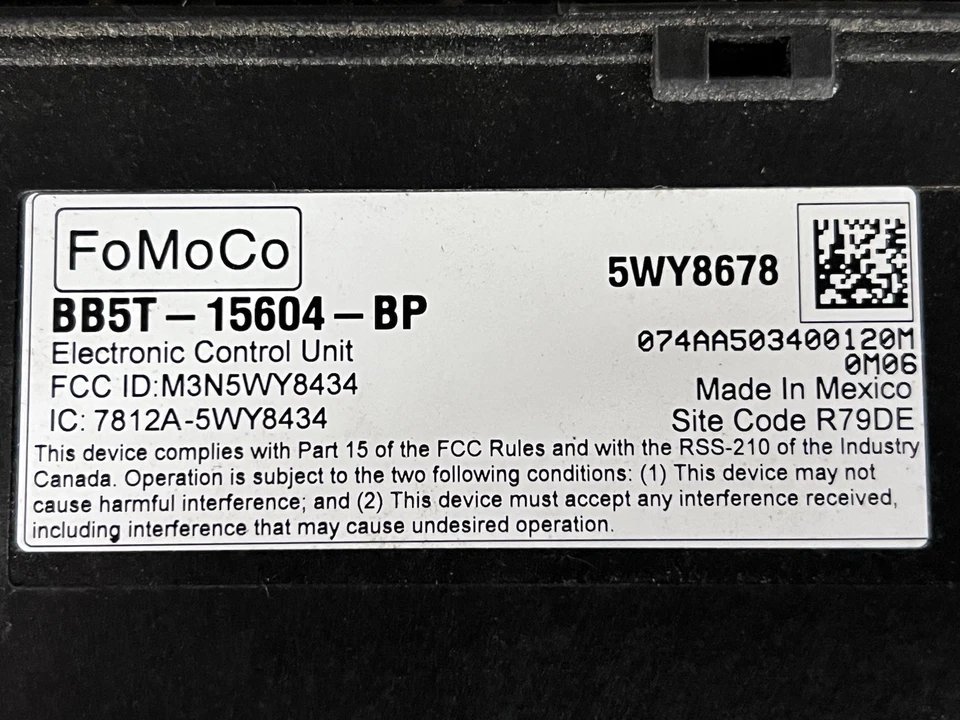 FoMoCo
5WY8678
BB5T-15604-BP
074AA503400120M
0M06
Electronic Control Unit
FCC ID:M3N5WY8434
Made In Mexico
IC: 7812A-5WY8434
Site Code R79DE
This device complies with Part 15 of the FCC Rules and with the RSS-210 of the Industry
Canada. Operation is subject to the two following conditions: (1) This device may not
cause harmful interference; and (2) This device must accept any interference received,
including interference that may cause undesired operation.